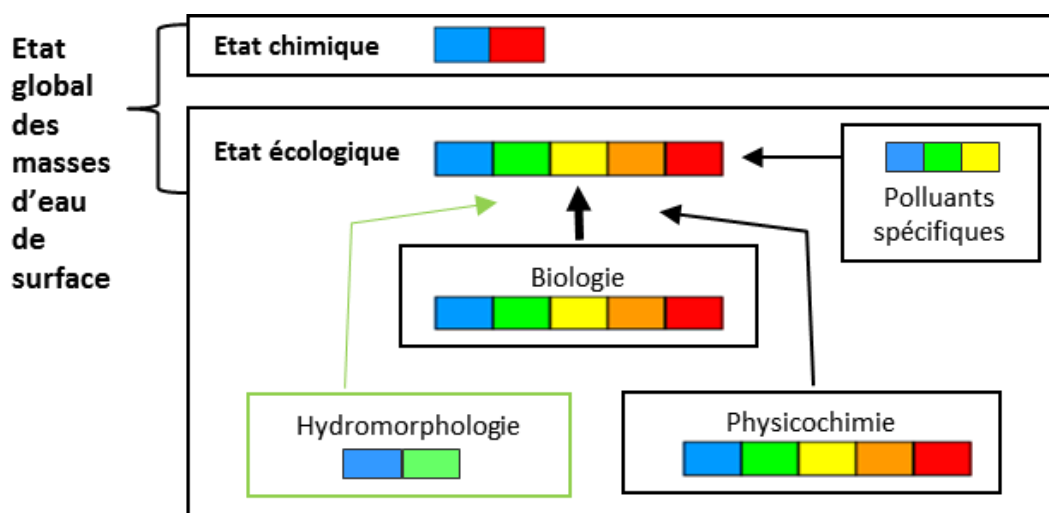 Etat
global
des
masses
d'eau
de
surface
Etat chimique
Etat écologique
Polluants
spécifiques
Biologie
Hydromorphologie
Physicochimie